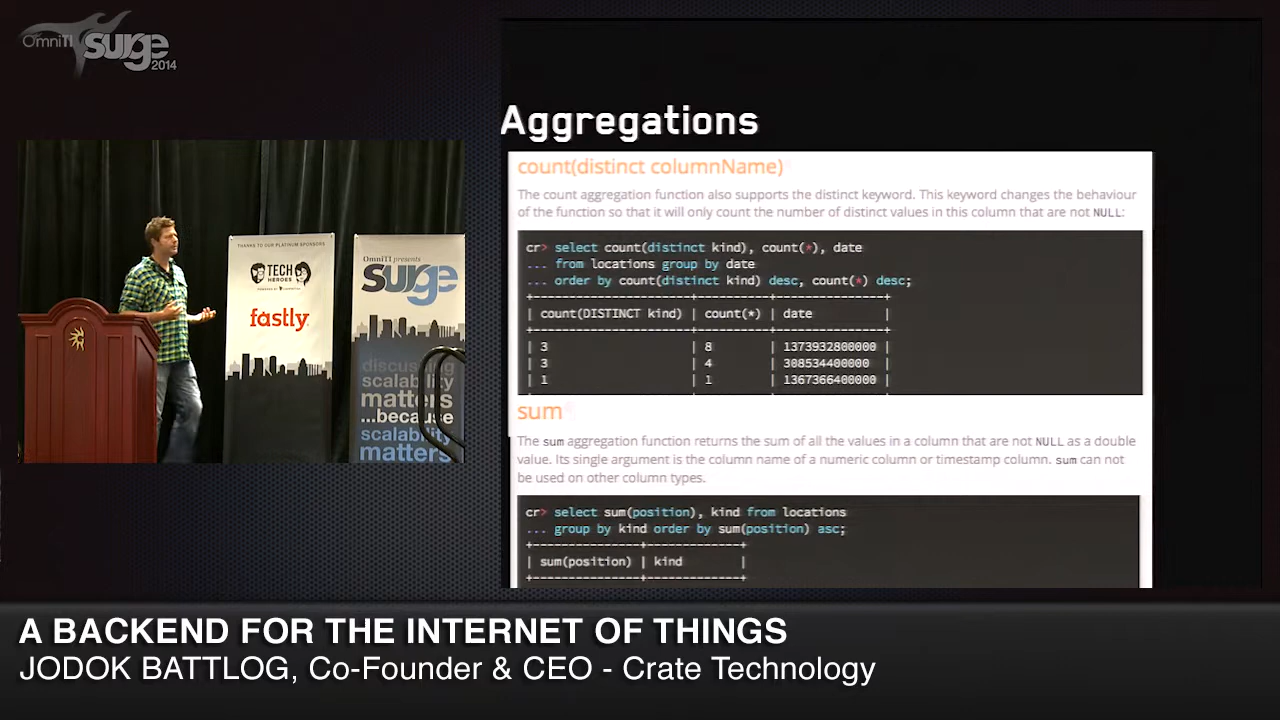 OmniTI surge 2014
THANKS TO OUR PLATINUM SPONSORS
TECH HEROES
fastly
OmniTI presents
surge
discussing
scalability
matters
...because
scalability
matters
Aggregations
count(distinct columnName)
The count aggregation function also supports the distinct keyword. This keyword changes the behaviour
of the function so that it will only count the number of distinct values in this column that are not NULL:
cr> select count(distinct kind), count(*), date
... from locations group by date
... order by count(distinct kind) desc, count(*) desc;
+-----------------------+----------+---------------+
| count(DISTINCT kind) | count(*) | date |
+-----------------------+----------+---------------+
| 3 | 8 | 1373932800000 |
| 3 | 4 | 308534400000 |
| 1 | 1 | 1367366400000 |
sum
The sum aggregation function returns the sum of all the values in a column that are not NULL as a double
value. Its single argument is the column name of a numeric column or timestamp column. sum can not
be used on other column types.
cr> select sum(position), kind from locations
... group by kind order by sum(position) asc;
+---------------+-------------+
| sum(position) | kind |
+---------------+-------------+
A BACKEND FOR THE INTERNET OF THINGS
JODOK BATTLOG, Co-Founder & CEO - Crate Technology